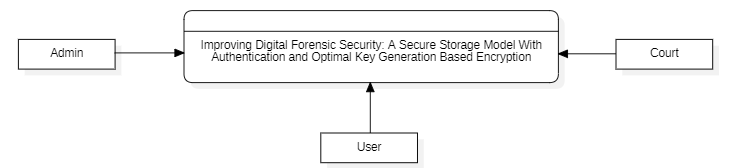 Improving Digital Forensic Security: A Secure Storage Model With
Authentication and Optimal Key Generation Based Encryption
Admin
Court
User